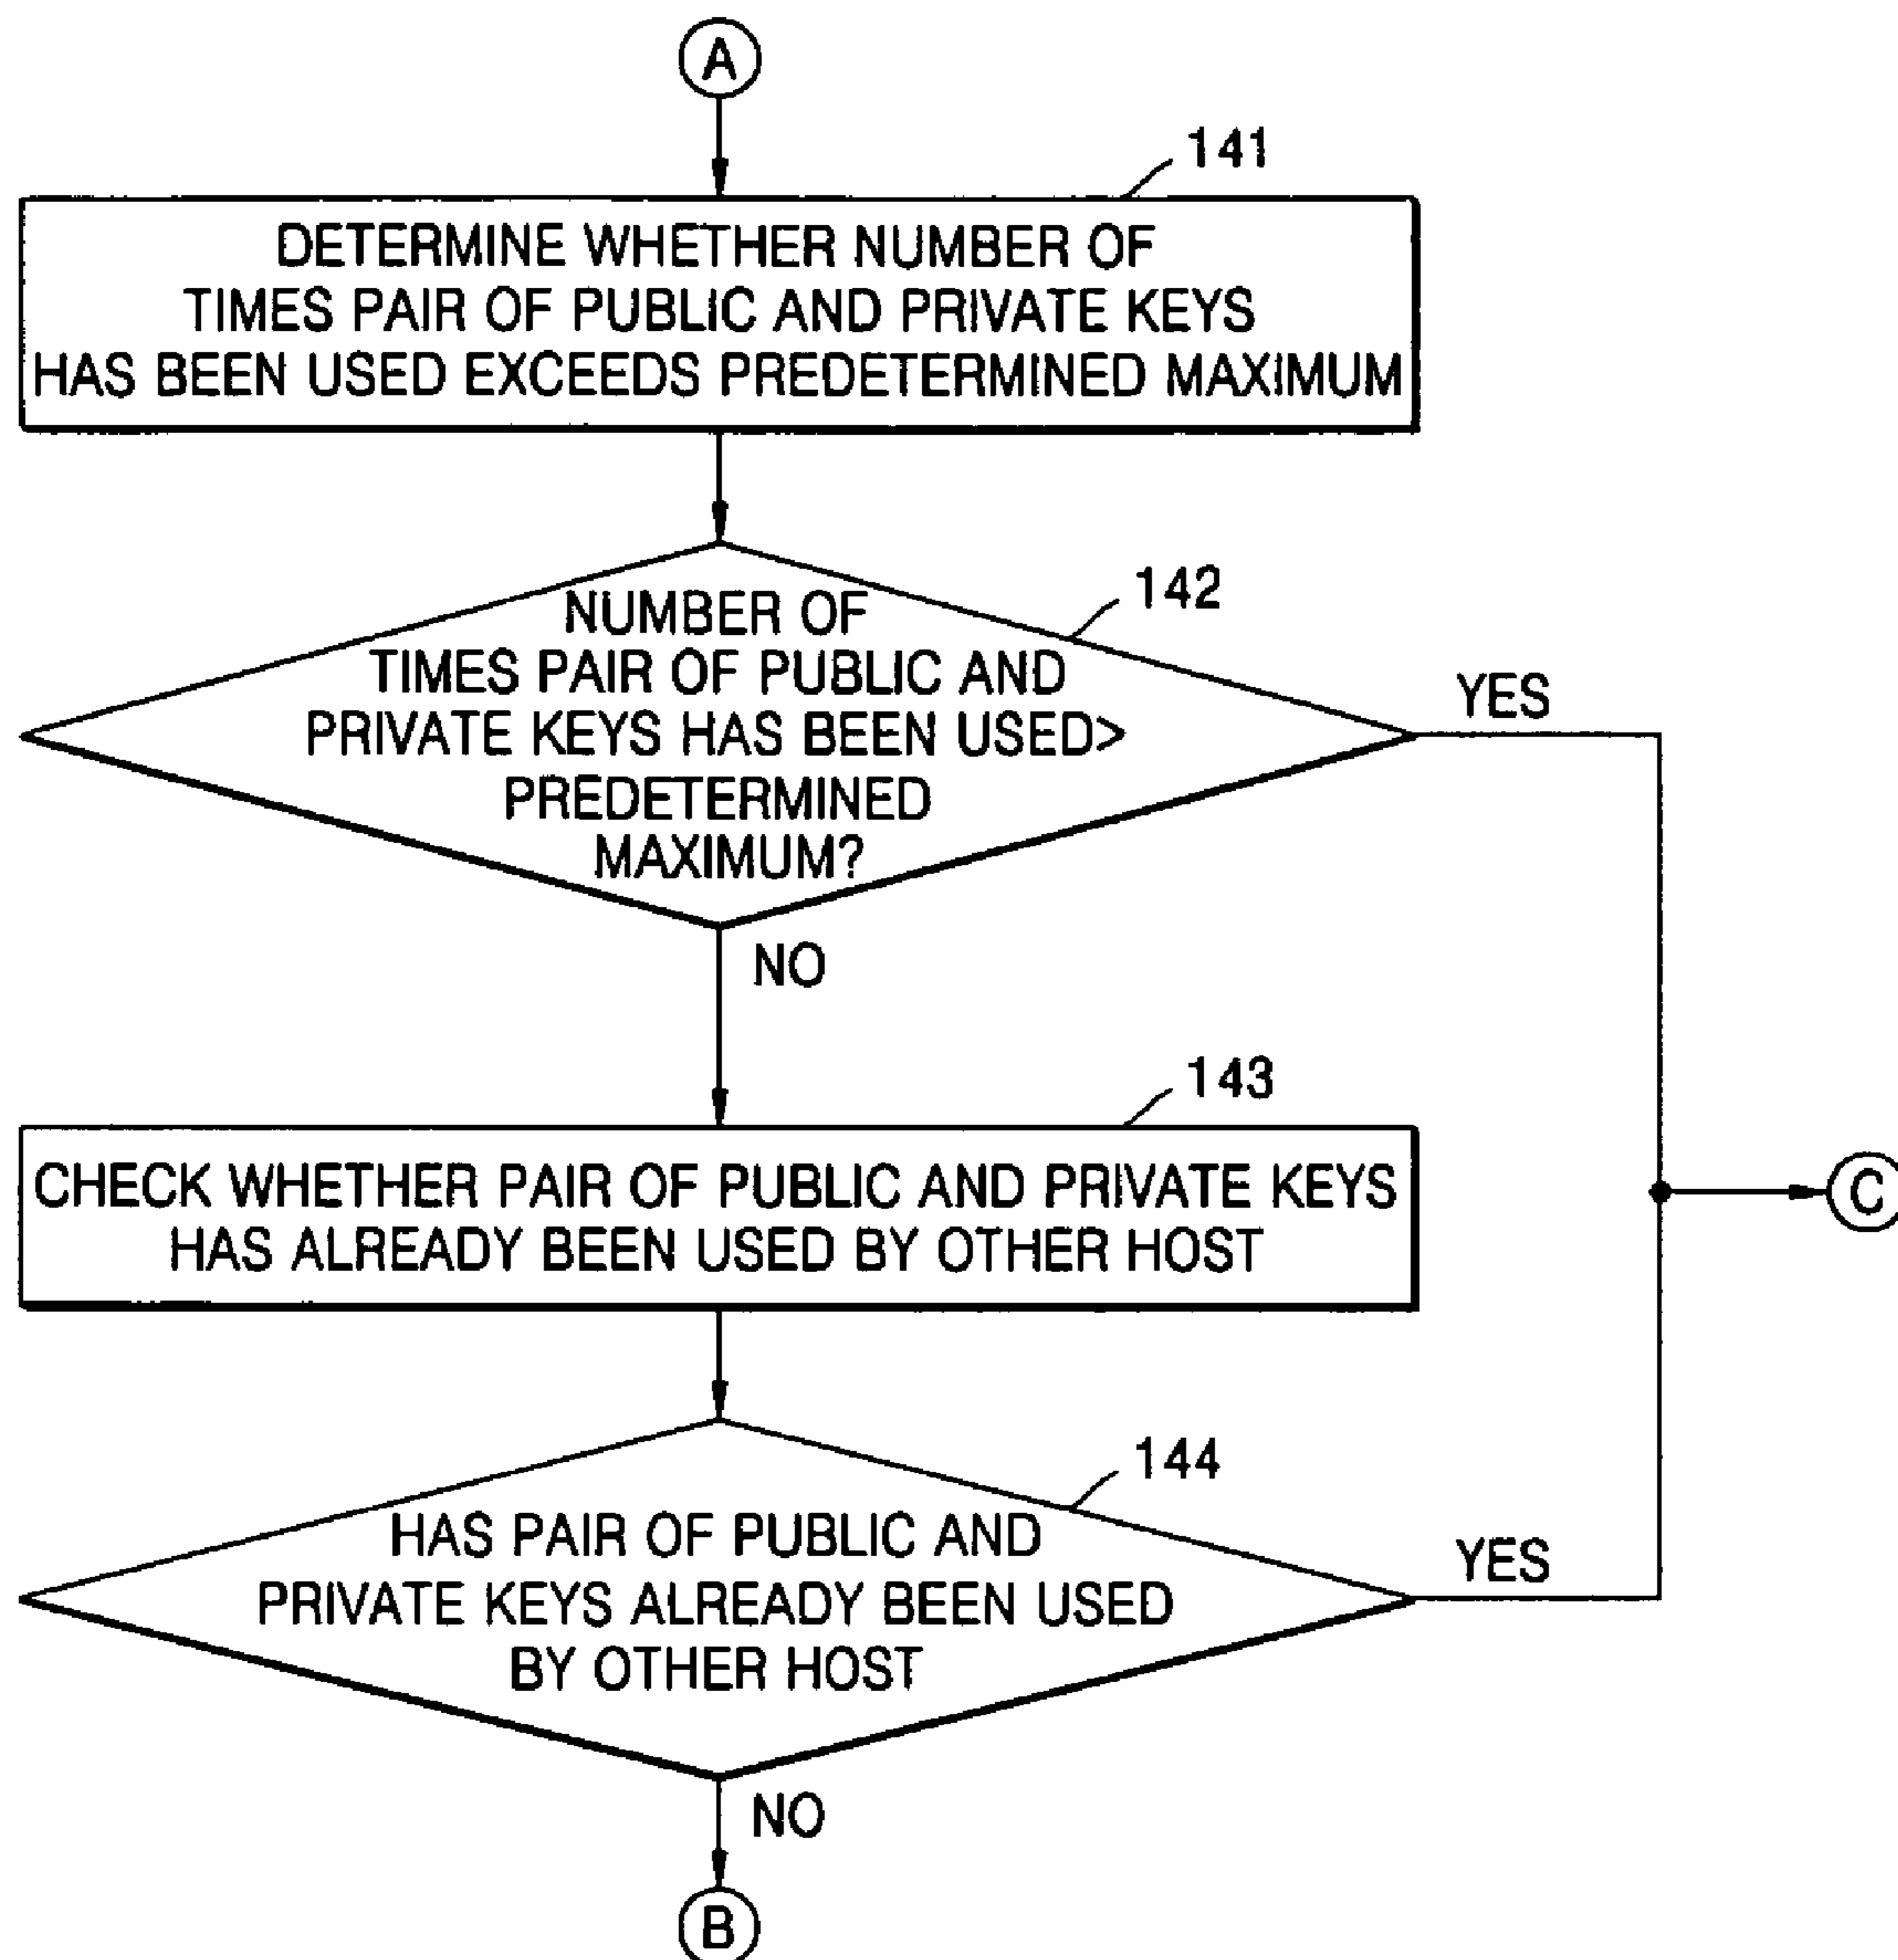 A
141
DETERMINE WHETHER NUMBER OF
TIMES PAIR OF PUBLIC AND PRIVATE KEYS
HAS BEEN USED EXCEEDS PREDETERMINED MAXIMUM
142
NUMBER OF
TIMES PAIR OF PUBLIC AND
PRIVATE KEYS HAS BEEN USED>
PREDETERMINED
MAXIMUM?
YES
NO
143
CHECK WHETHER PAIR OF PUBLIC AND PRIVATE KEYS
HAS ALREADY BEEN USED BY OTHER HOST
C
144
HAS PAIR OF PUBLIC AND
PRIVATE KEYS ALREADY BEEN USED
BY OTHER HOST
YES
NO
B